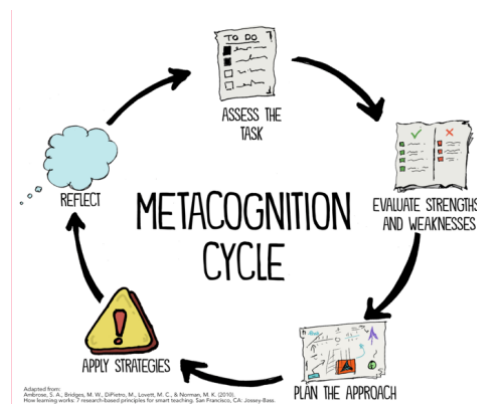 TO DO
ASSESS THE
TASK
EVALUATE STRENGTHS
AND WEAKNESSES
REFLECT
METACOGNITION
CYCLE
APPLY STRATEGIES
PLAN THE APPROACH
Adapted from:
Ambrose, S. A., Bridges, M. W., DiPietro, M., Lovett, M. C., & Norman, M. K. (2010).
How learning works: 7 research-based principles for smart teaching. San Francisco, CA: Jossey-Bass.